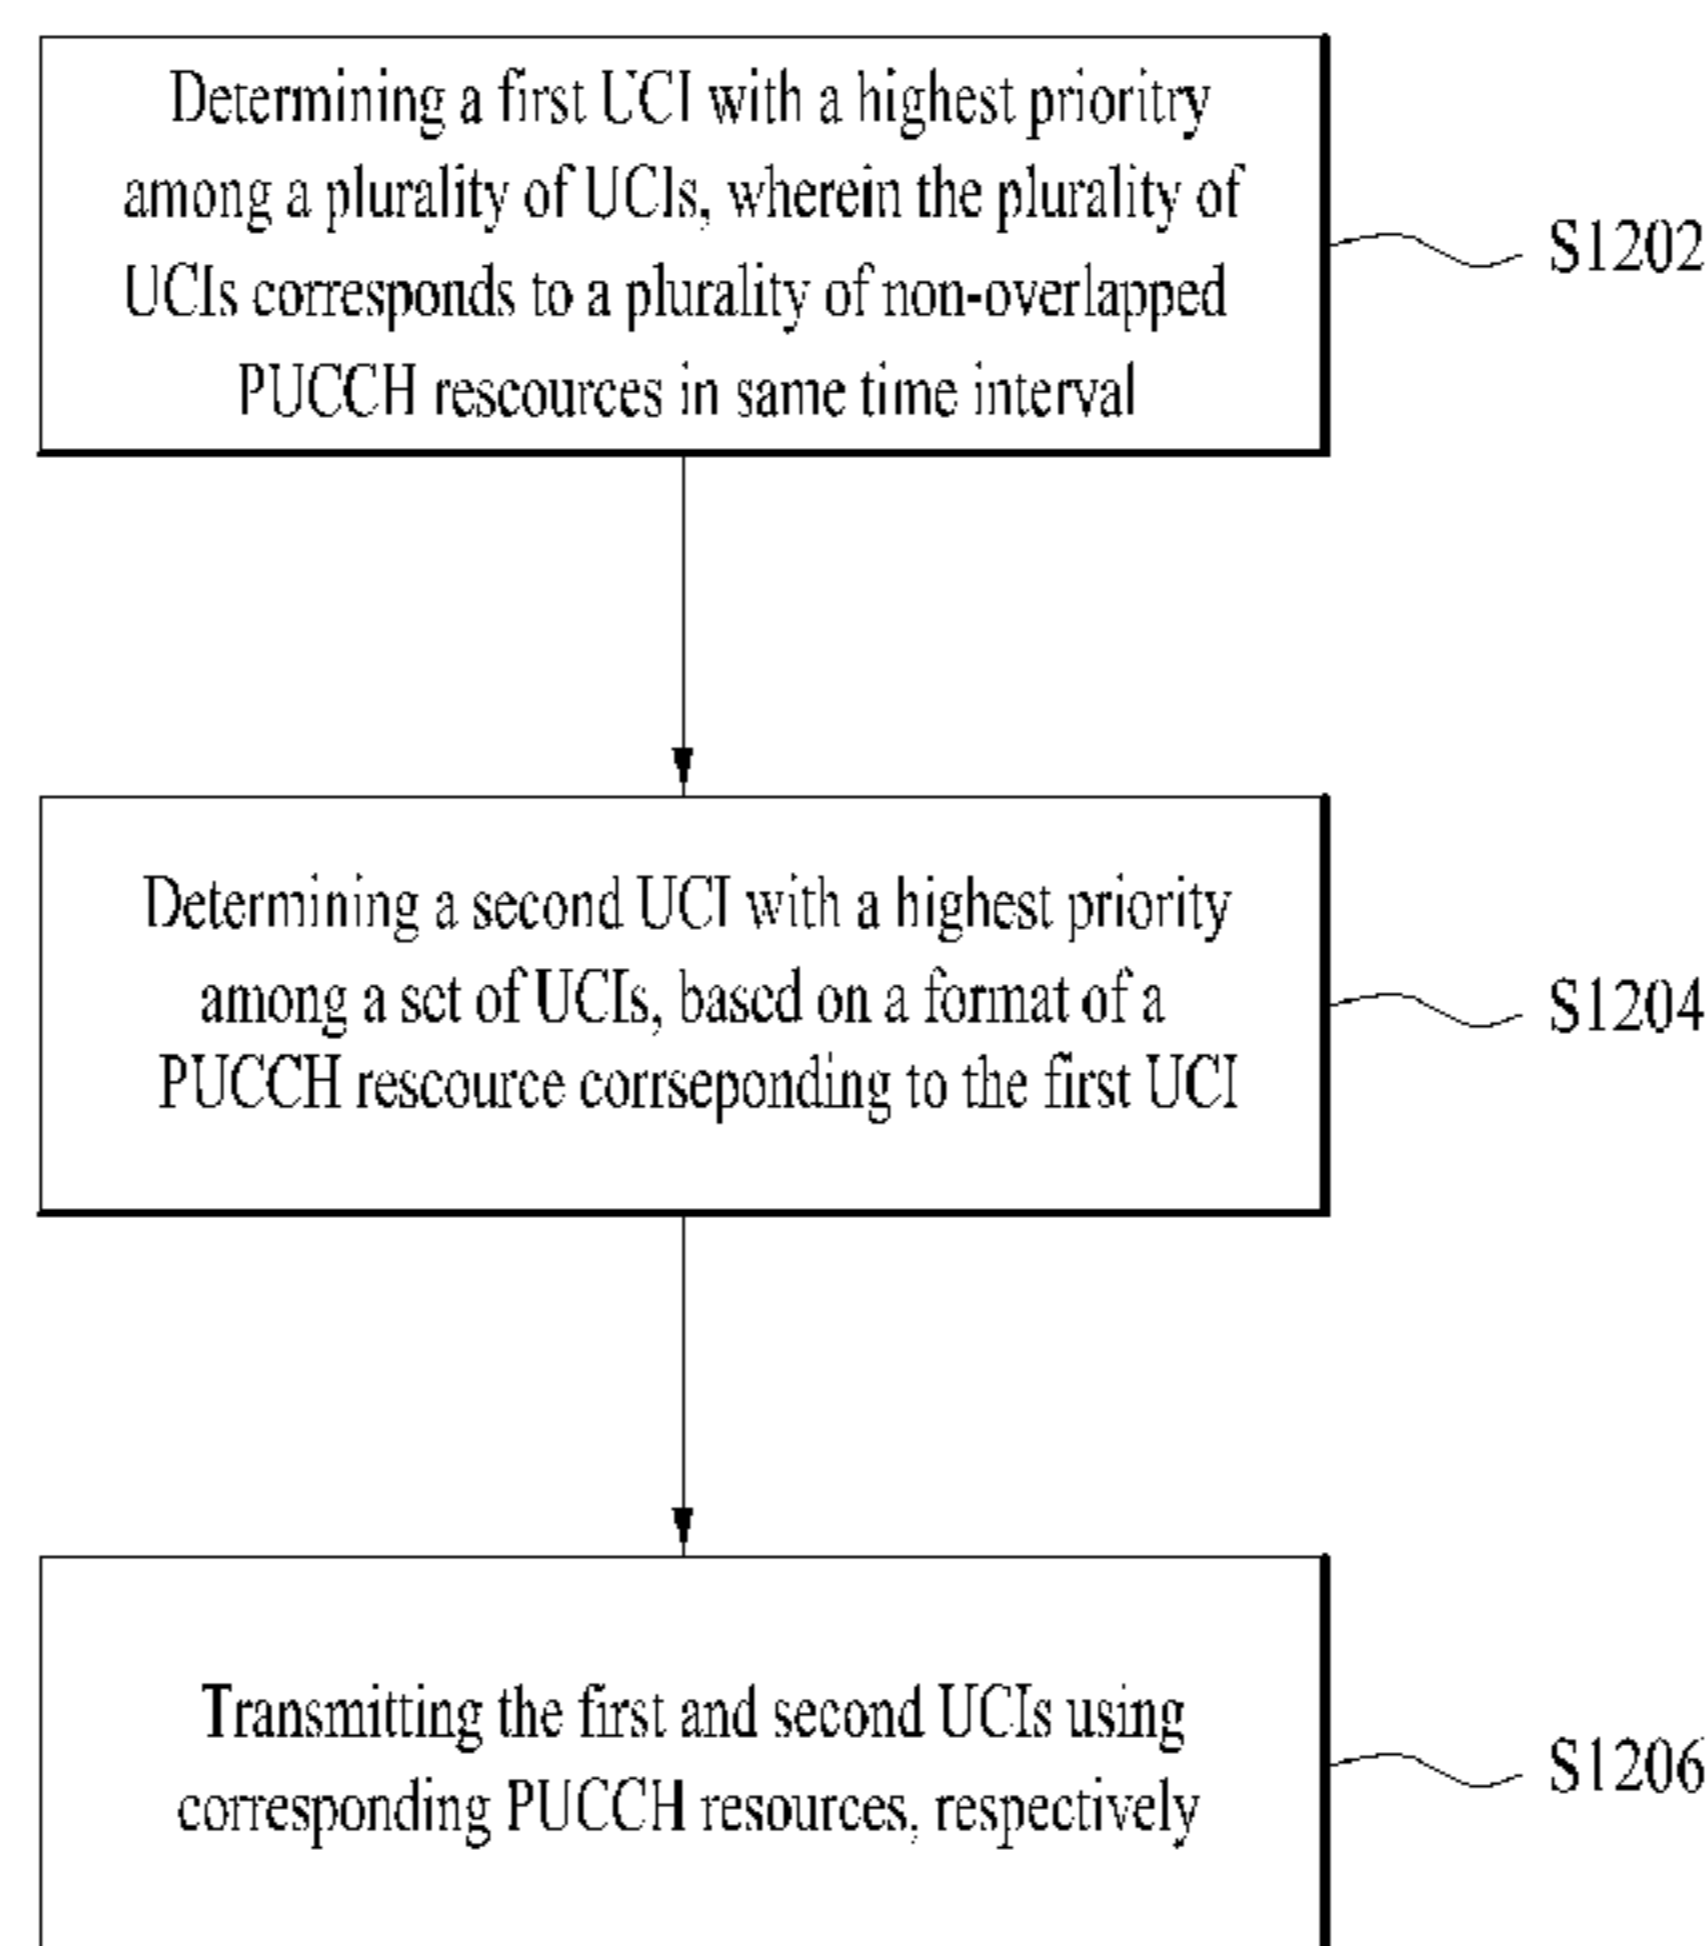 Determining a first UCI with a highest prioritry
among a plurality of UCIs, wherein the plurality of
UCIs corresponds to a plurality of non-overlapped
PUCCH rescources in same time interval
S1202
Determining a second UCI with a highest priority
among a set of UCIs, based on a format of a
PUCCH rescource corrseponding to the first UCI
S1204
Transmitting the first and second UCIs using
corresponding PUCCH resources, respectively
S1206